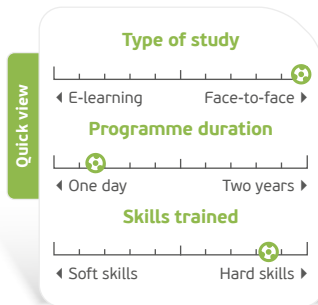 Quick view
Type of study
E-learning Face-to-face
Programme duration
One day Two years
Skills trained
Soft skills Hard skills